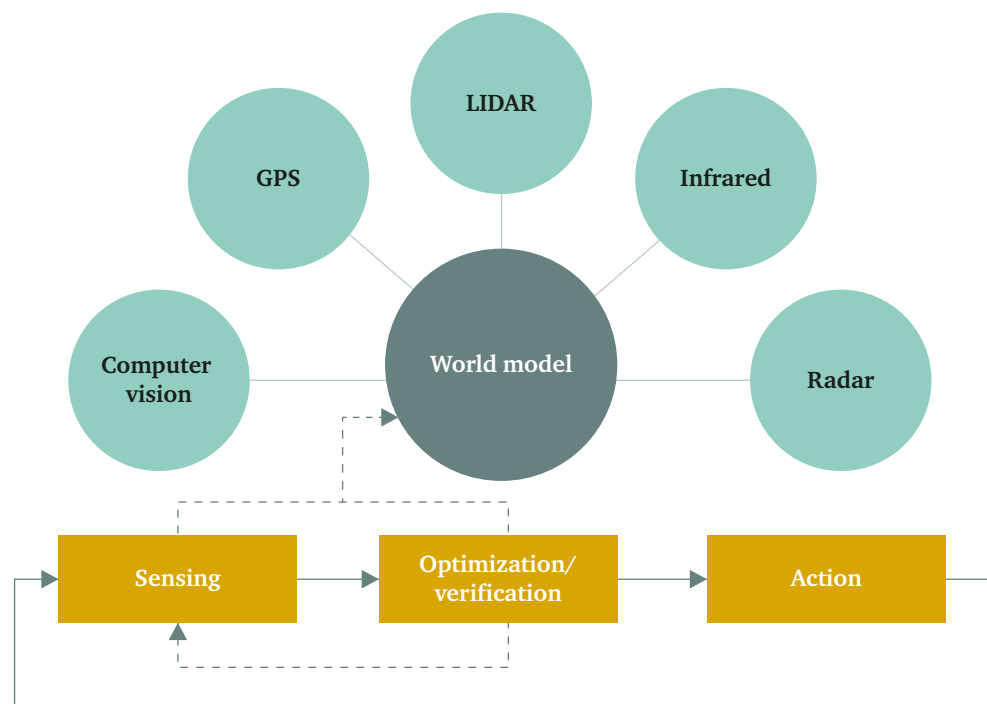 LIDAR
GPS
Infrared
Computer
vision
World model
Radar
Sensing
Optimization/
verification
Action